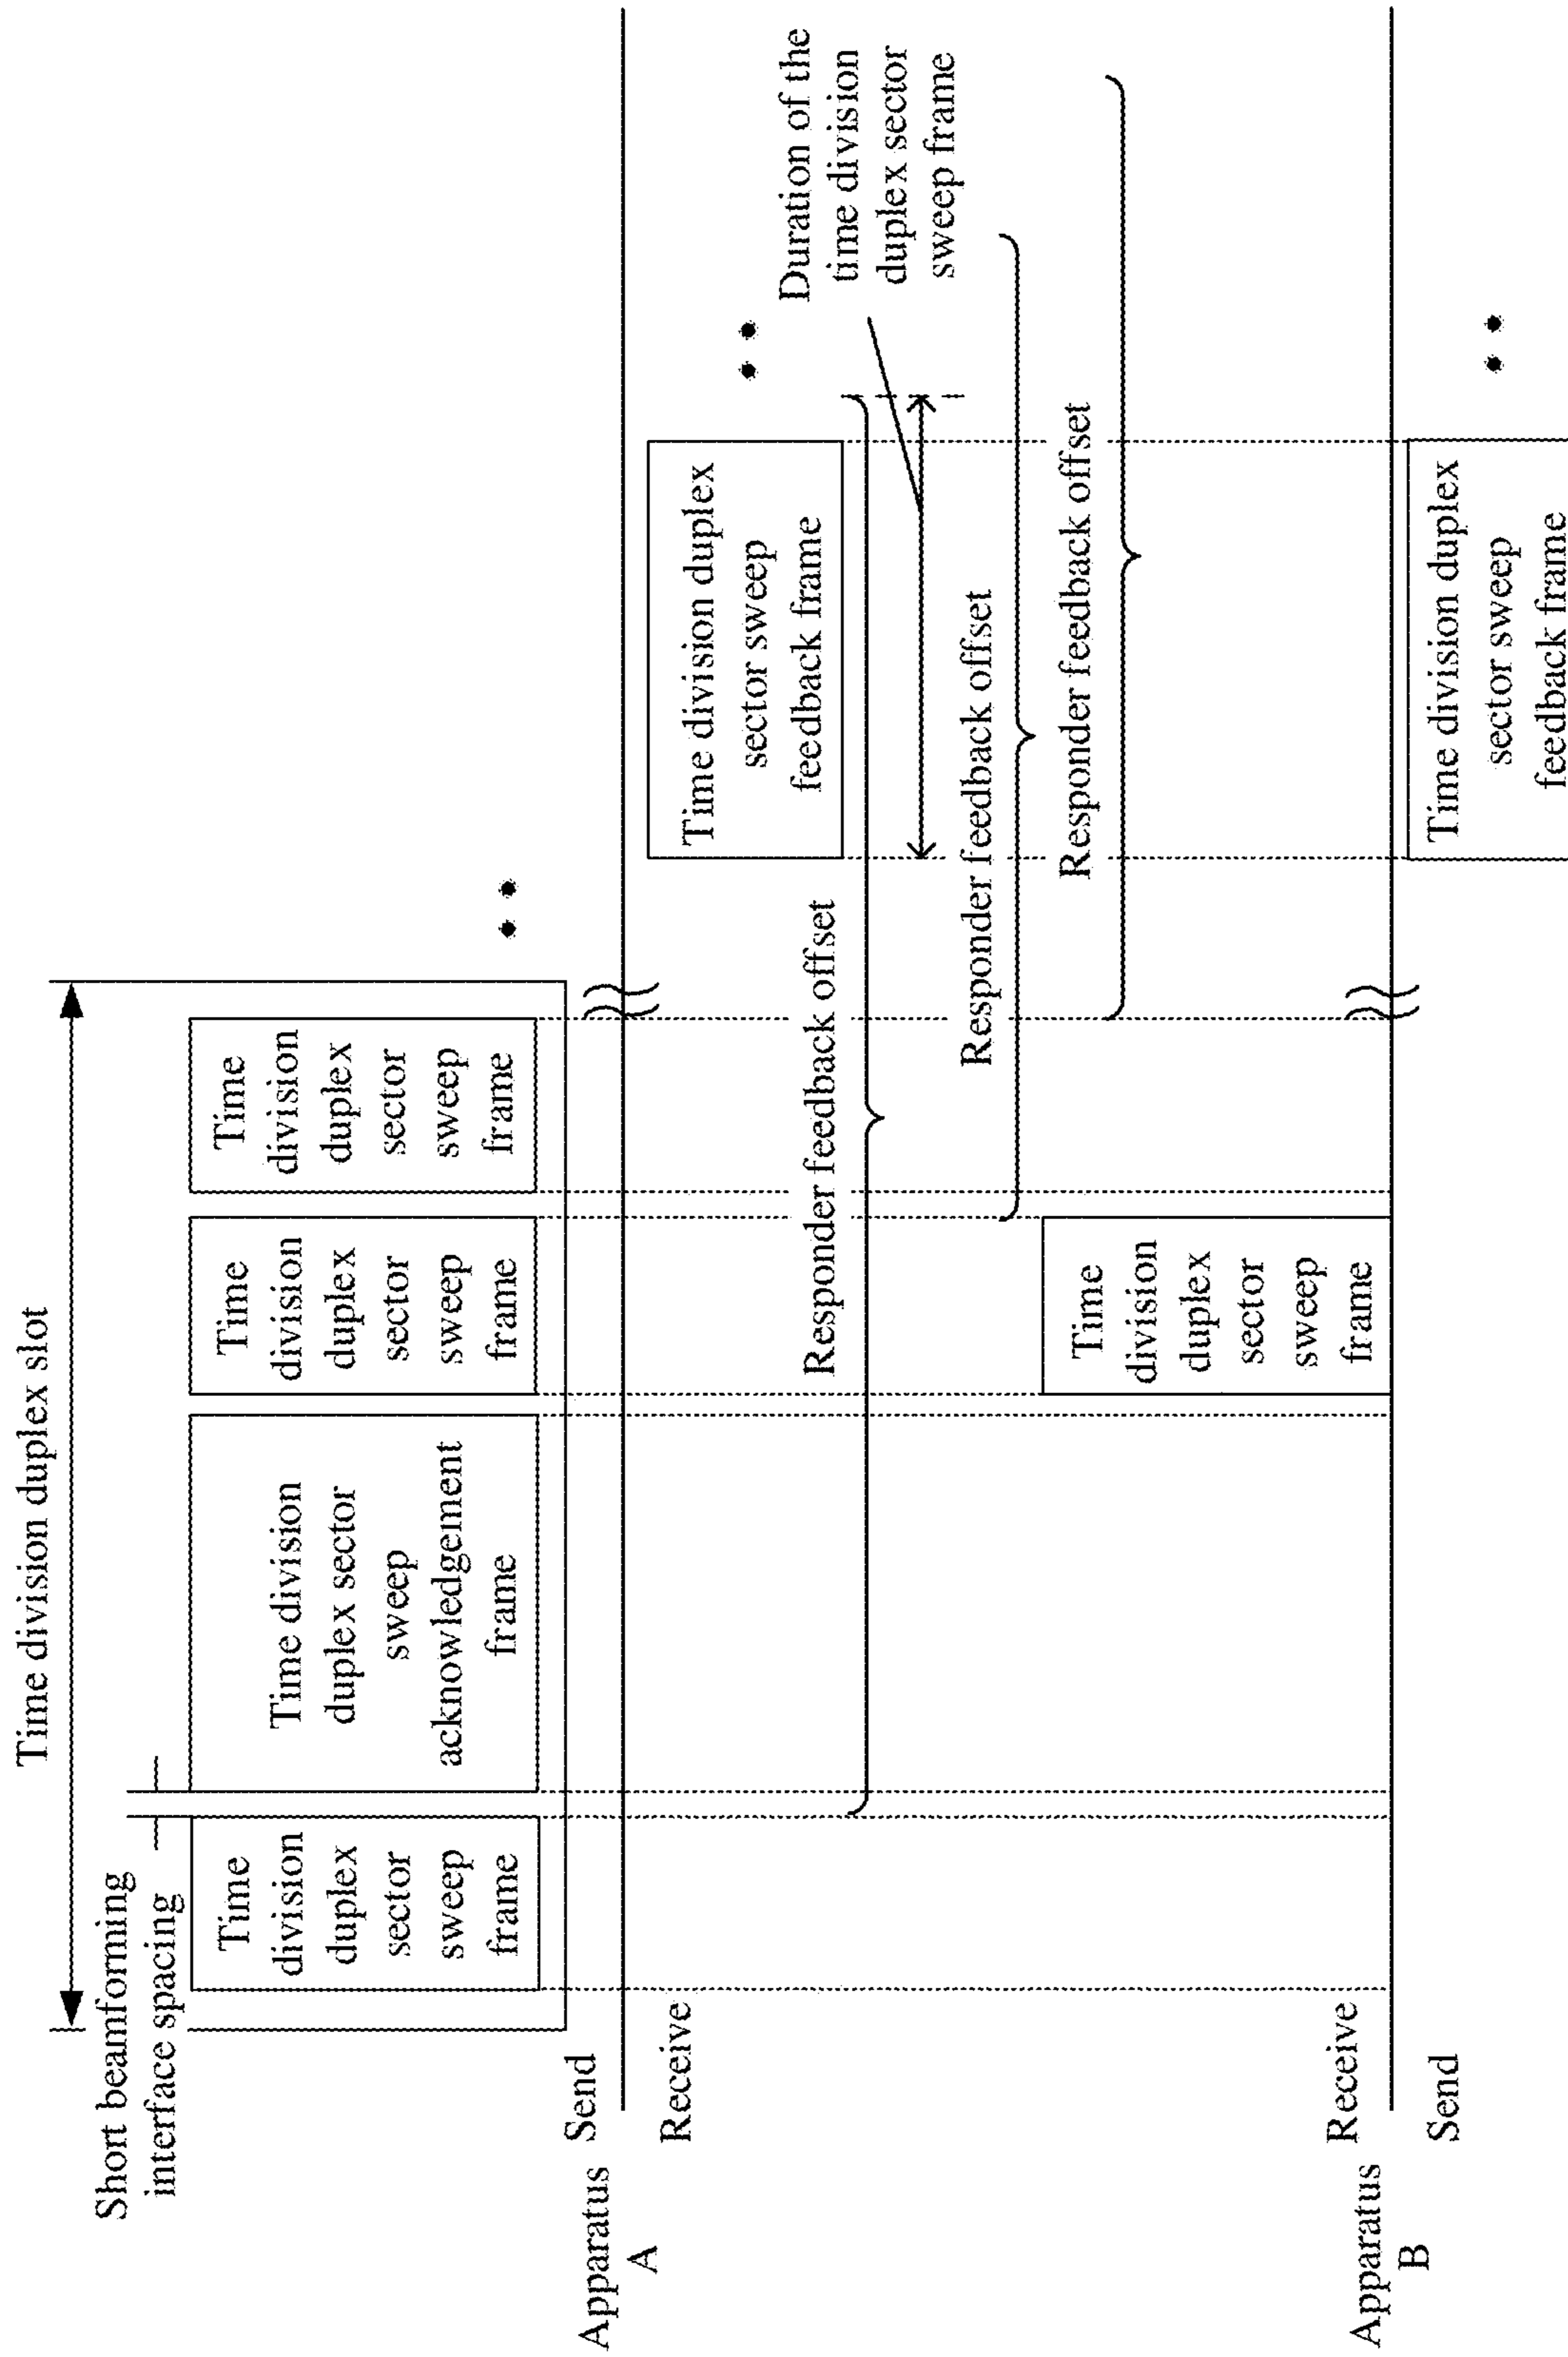 Time division duplex slot
Short beamforming
interface spacing
Time
division
duplex
sector
sweep
frame
Time division
duplex sector
sweep
acknowledgement
frame
Time
division
duplex
sector
sweep
frame
Time
division
duplex
sector
sweep
frame
Apparatus
A
Send
Receive
Time division duplex
sector sweep
feedback frame
Duration of the
time division
duplex sector
sweep frame
Responder feedback offset
Responder feedback offset
Responder feedback offset
Time
division
duplex
sector
sweep
frame
Apparatus
B
Receive
Send
Time division duplex
sector sweep
feedback frame